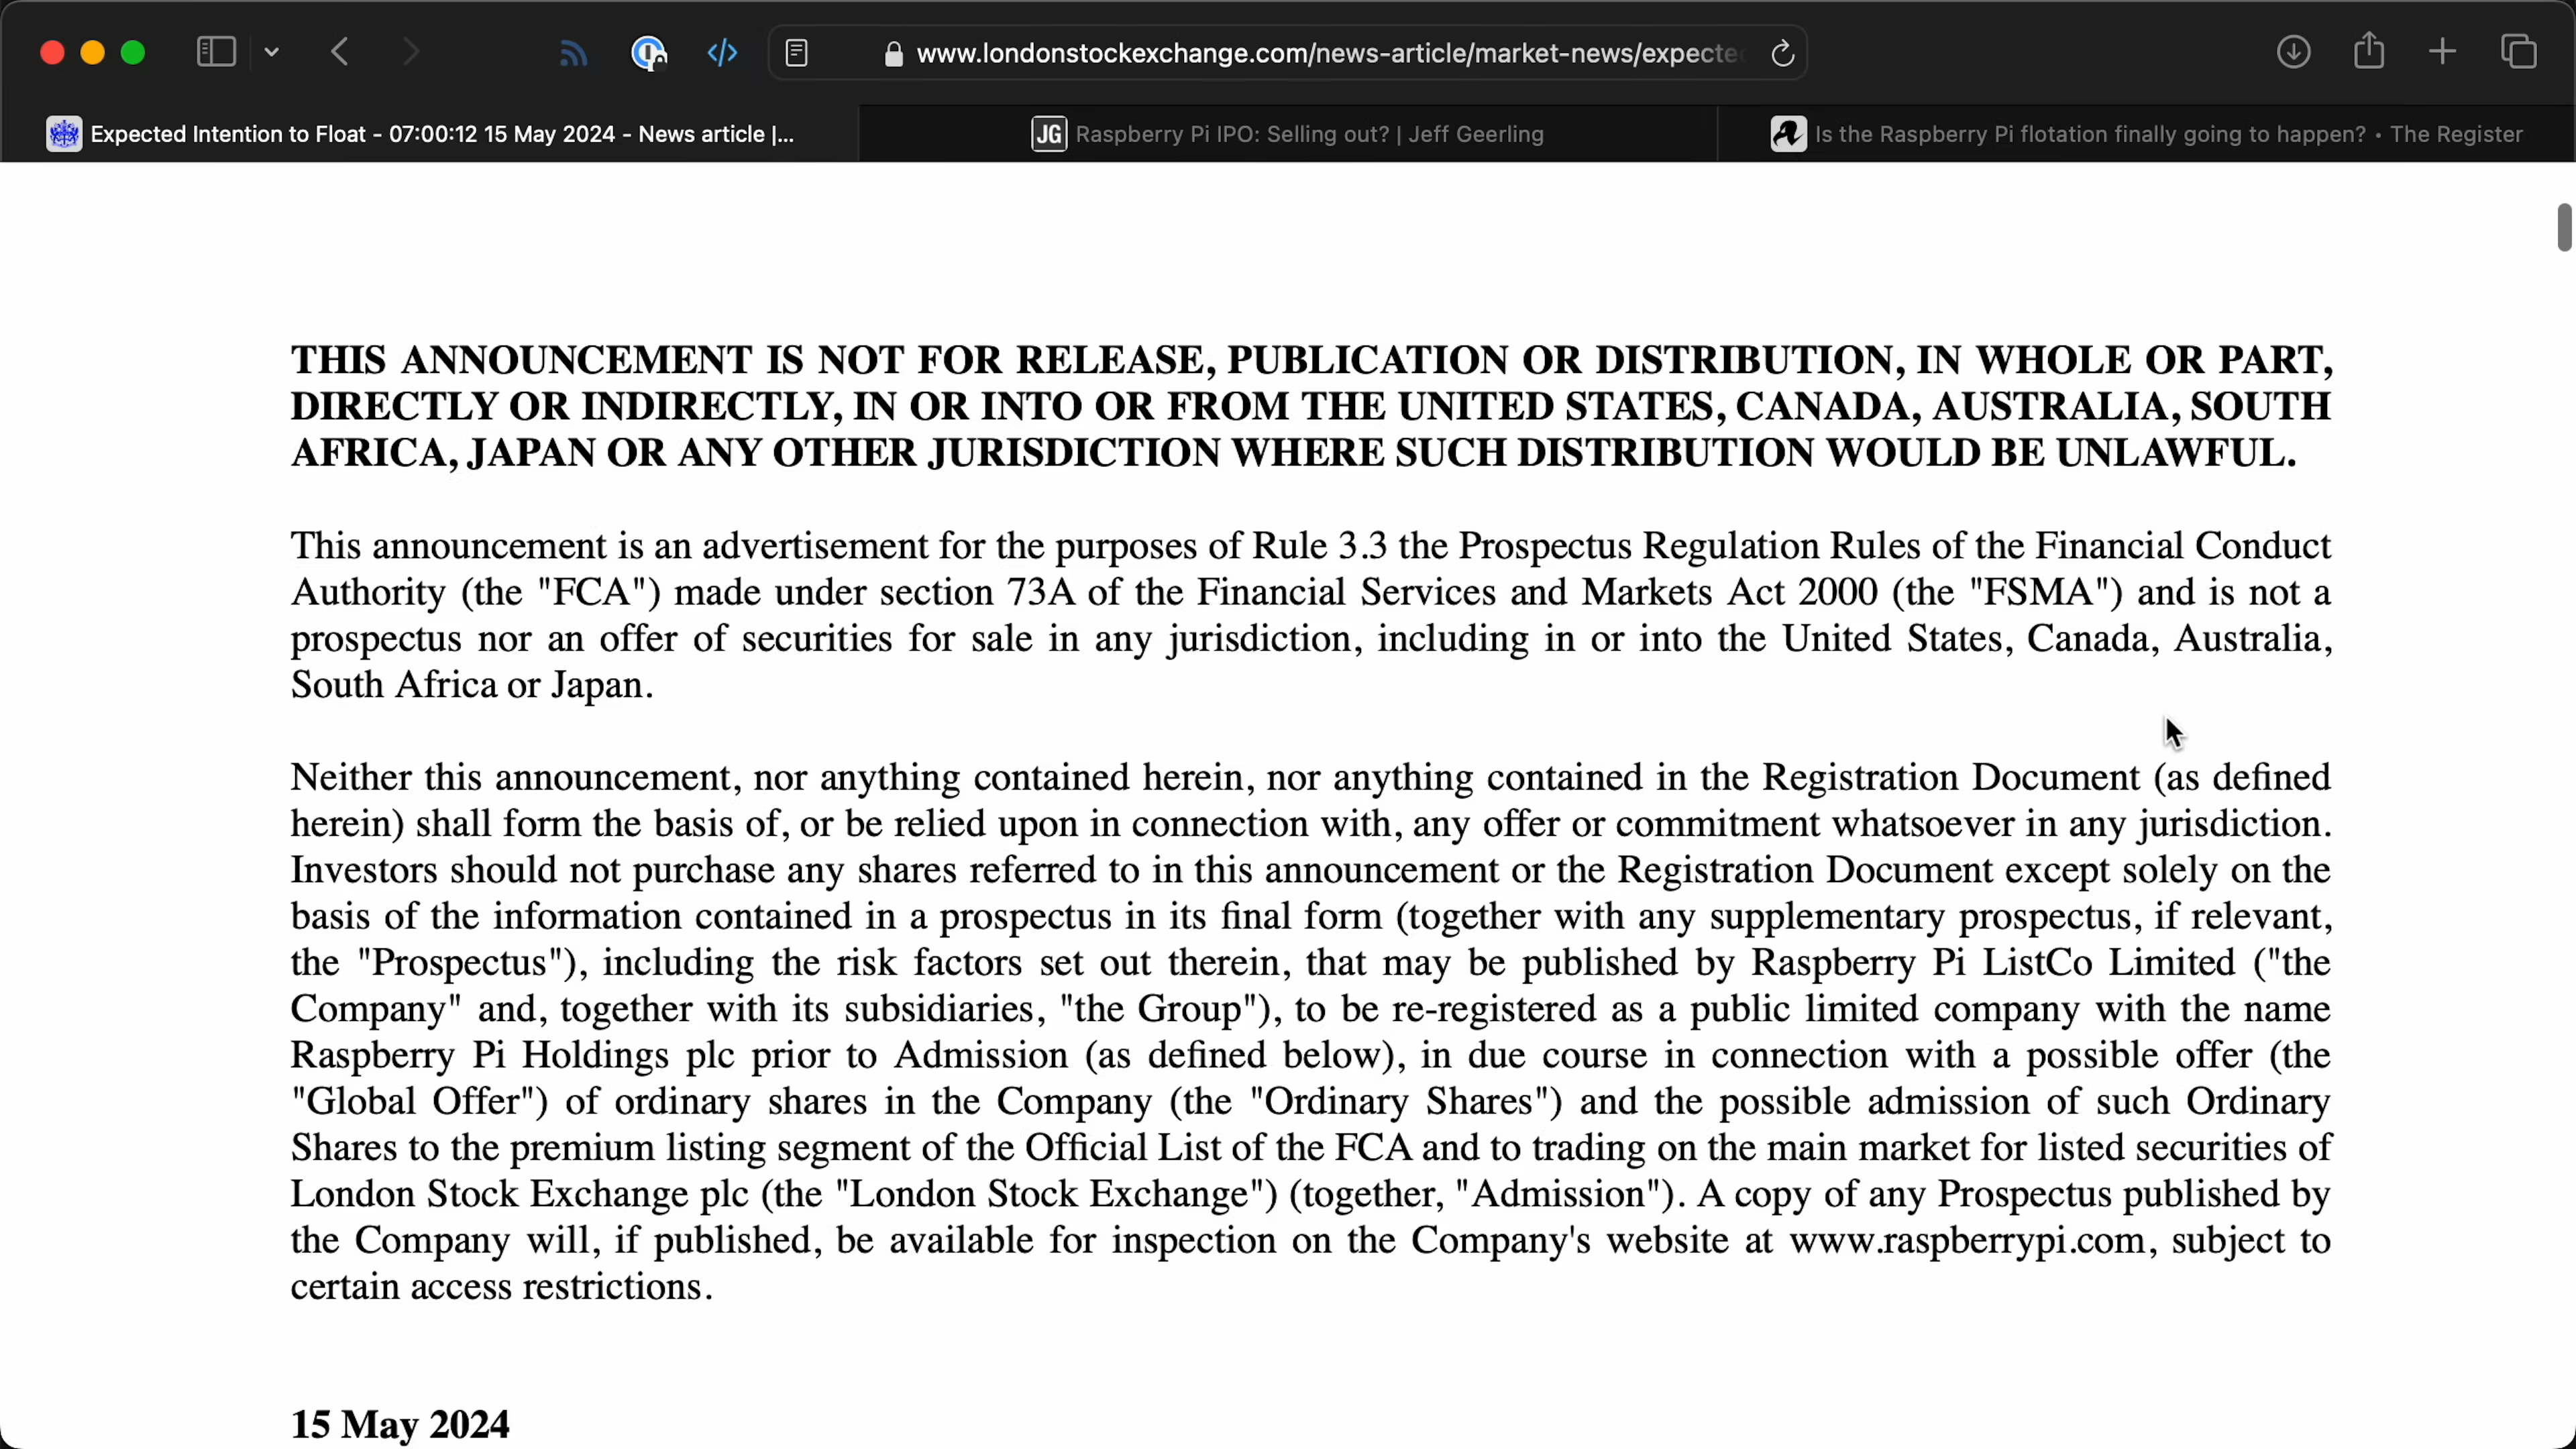 www.londonstockexchange.com/news-article/market-news/expecte
Expected Intention to Float - 07:00:12 15 May 2024 - News article |...
JG Raspberry Pi IPO: Selling out? | Jeff Geerling
Is the Raspberry Pi flotation finally going to happen? • The Register
THIS ANNOUNCEMENT IS NOT FOR RELEASE, PUBLICATION OR DISTRIBUTION, IN WHOLE OR PART,
DIRECTLY OR INDIRECTLY, IN OR INTO OR FROM THE UNITED STATES, CANADA, AUSTRALIA, SOUTH
AFRICA, JAPAN OR ANY OTHER JURISDICTION WHERE SUCH DISTRIBUTION WOULD BE UNLAWFUL.
This announcement is an advertisement for the purposes of Rule 3.3 the Prospectus Regulation Rules of the Financial Conduct
Authority (the "FCA") made under section 73A of the Financial Services and Markets Act 2000 (the "FSMA") and is not a
prospectus nor an offer of securities for sale in any jurisdiction, including in or into the United States, Canada, Australia,
South Africa or Japan.
Neither this announcement, nor anything contained herein, nor anything contained in the Registration Document (as defined
herein) shall form the basis of, or be relied upon in connection with, any offer or commitment whatsoever in any jurisdiction.
Investors should not purchase any shares referred to in this announcement or the Registration Document except solely on the
basis of the information contained in a prospectus in its final form (together with any supplementary prospectus, if relevant,
the "Prospectus"), including the risk factors set out therein, that may be published by Raspberry Pi ListCo Limited ("the
Company" and, together with its subsidiaries, "the Group"), to be re-registered as a public limited company with the name
Raspberry Pi Holdings plc prior to Admission (as defined below), in due course in connection with a possible offer (the
"Global Offer") of ordinary shares in the Company (the "Ordinary Shares") and the possible admission of such Ordinary
Shares to the premium listing segment of the Official List of the FCA and to trading on the main market for listed securities of
London Stock Exchange plc (the "London Stock Exchange") (together, "Admission"). A copy of any Prospectus published by
the Company will, if published, be available for inspection on the Company's website at www.raspberrypi.com, subject to
certain access restrictions.
15 May 2024